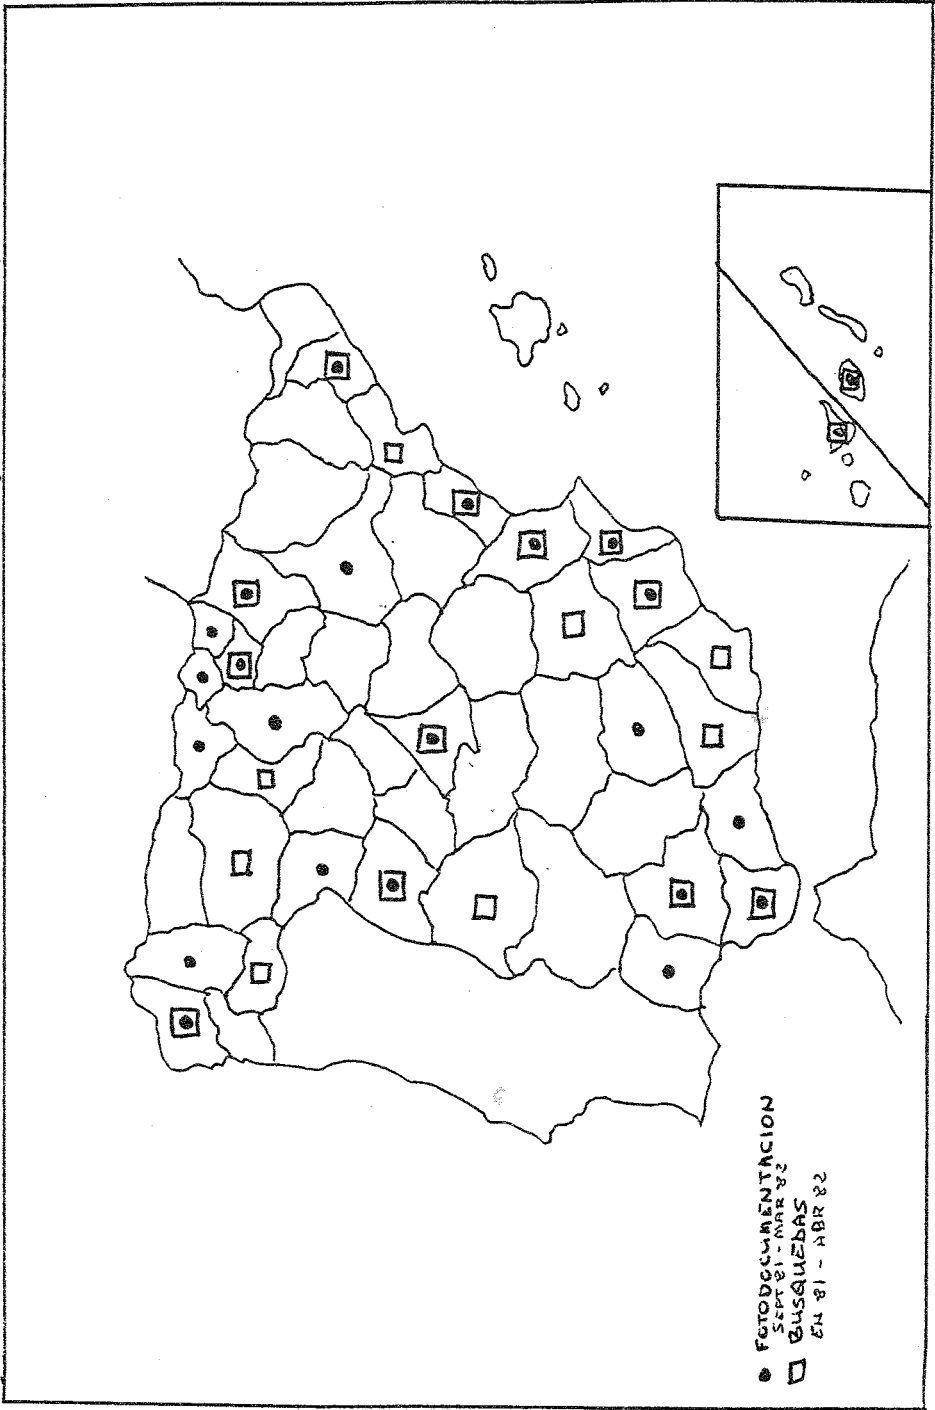 ● FOTODOCUMENTACION
SEPT 81 - MAR 82
□ BUSQUEDAS
EN 81 - ABR 82